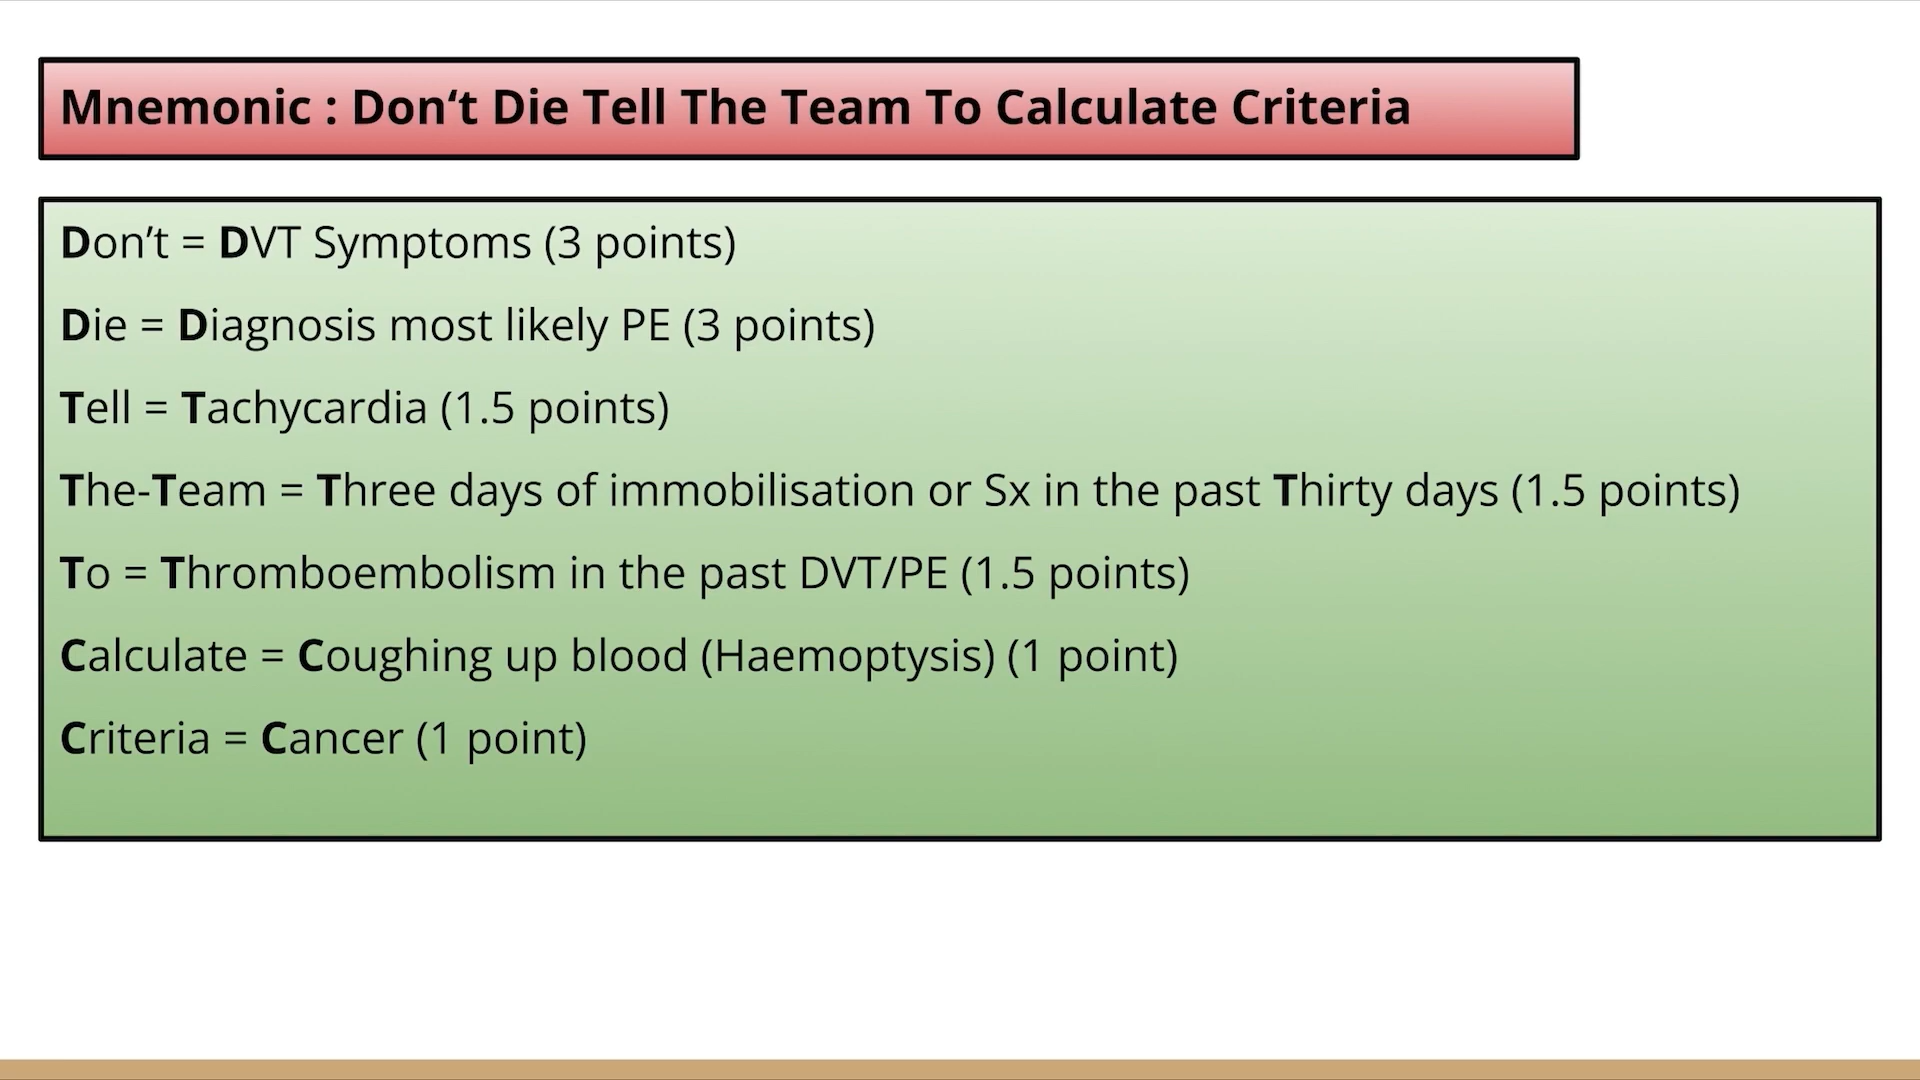 Mnemonic : Don‘t Die Tell The Team To Calculate Criteria
Don’t = DVT Symptoms (3 points)
Die = Diagnosis most likely PE (3 points)
Tell = Tachycardia (1.5 points)
The-Team = Three days of immobilisation or Sx in the past Thirty days (1.5 points)
To = Thromboembolism in the past DVT/PE (1.5 points)
Calculate = Coughing up blood (Haemoptysis) (1 point)
Criteria = Cancer (1 point)